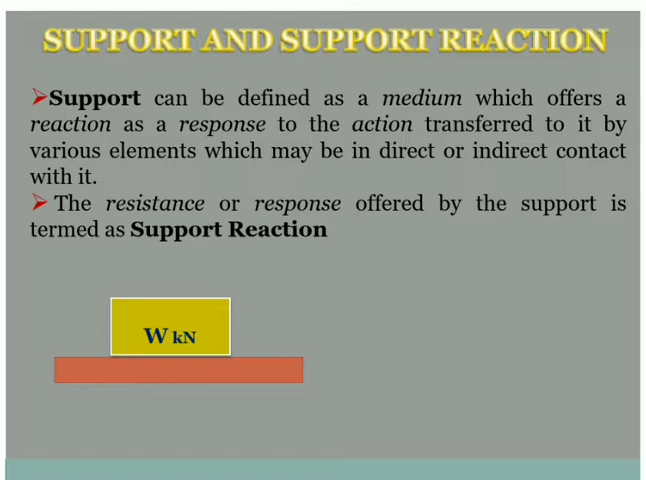 SUPPORT AND SUPPORT REACTION
➢Support can be defined as a medium which offers a
reaction as a response to the action transferred to it by
various elements which may be in direct or indirect contact
with it.
➢ The resistance or response offered by the support is
termed as Support Reaction
W kN